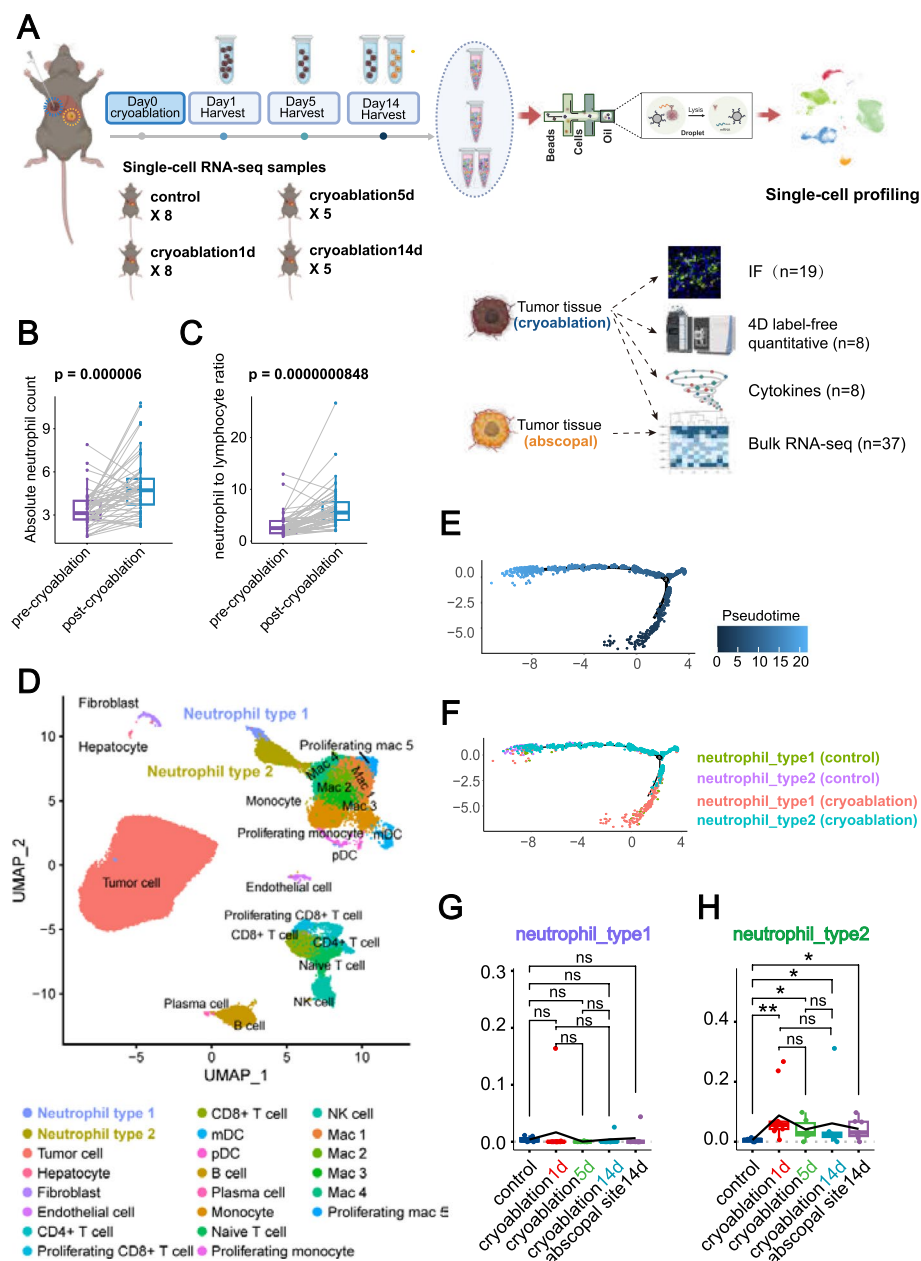 A
Day0
cryoablation
Day1
Harvest
Day5
Harvest
Day14
Harvest
Beads
Cells
Oil
Lysis
Droplet
mRNA
Single-cell profiling
Single-cell RNA-seq samples
control
X 8
cryoablation5d
X 5
cryoablation1d
X 8
cryoablation14d
X 5
Tumor tissue
(cryoablation)
Tumor tissue
(abscopal)
IF（n=19）
4D label-free
quantitative (n=8)
Cytokines (n=8)
Bulk RNA-seq (n=37)
B
p = 0.000006
Absolute neutrophil count
9
6
3
pre-cryoablation
post-cryoablation
C
p = 0.0000000848
neutrophil to lymphocyte ratio
20
10
0
pre-cryoablation
post-cryoablation
E
0.0
−2.5
−5.0
−8
−4
0
4
Pseudotime
0 5 10 15 20
D
UMAP_2
10
5
0
−5
−10
−5
0
5
10
UMAP_1
Fibroblast
Hepatocyte
Neutrophil type 1
Neutrophil type 2
Proliferating mac 5
Mac 4
Mac 1
Mac 2
Mac 3
Monocyte
Proliferating monocyte
mDC
pDC
Tumor cell
Endothelial cell
Proliferating CD8+ T cell
CD8+ T cell
CD4+ T cell
Naive T cell
NK cell
Plasma cell
B cell
Neutrophil type 1
Neutrophil type 2
Tumor cell
Hepatocyte
Fibroblast
Endothelial cell
CD4+ T cell
Proliferating CD8+ T cell
CD8+ T cell
mDC
pDC
B cell
Plasma cell
Monocyte
Naive T cell
Proliferating monocyte
NK cell
Mac 1
Mac 2
Mac 3
Mac 4
Proliferating mac 5
F
0.0
−2.5
−5.0
−8
−4
0
4
neutrophil_type1 (control)
neutrophil_type2 (control)
neutrophil_type1 (cryoablation)
neutrophil_type2 (cryoablation)
G
neutrophil_type1
0.3
0.2
0.1
0.0
ns
ns
ns
ns
ns
ns
ns
control
cryoablation1d
cryoablation5d
cryoablation14d
abscopal site14d
H
neutrophil_type2
0.4
0.2
0.0
*
*
*
ns
**
ns
ns
control
cryoablation1d
cryoablation5d
cryoablation14d
abscopal site14d